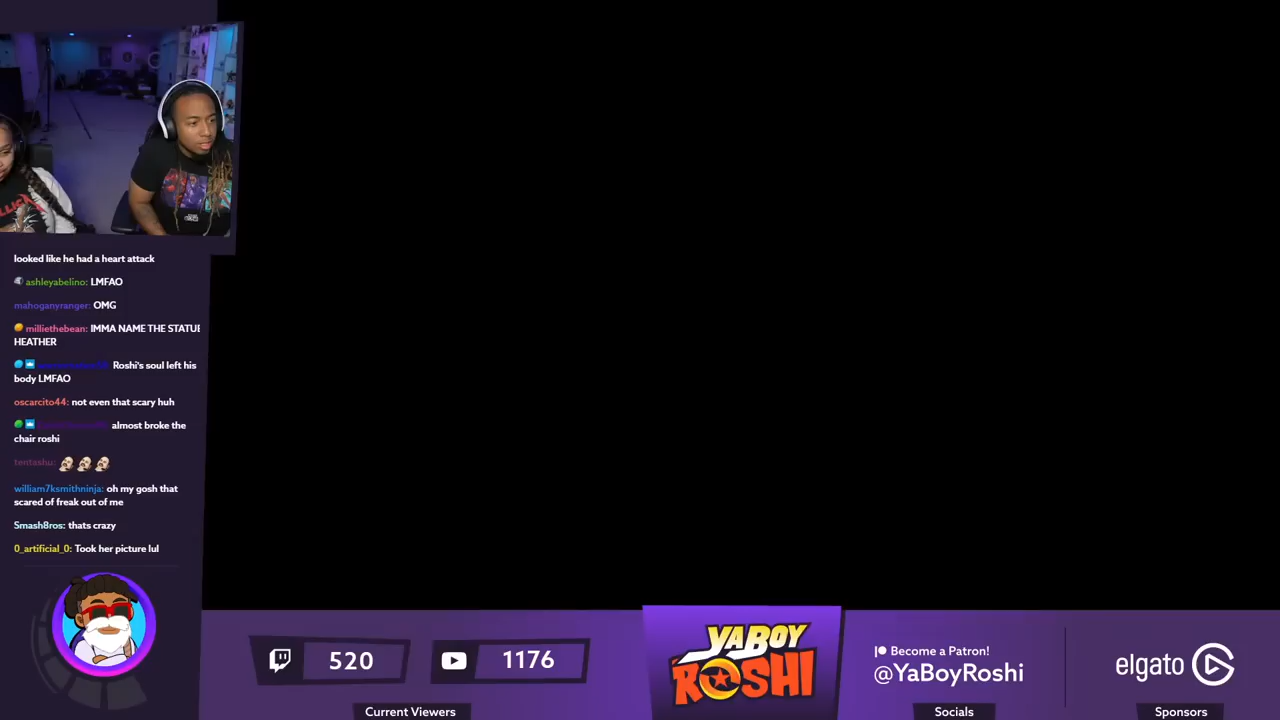 looked like he had a heart attack
ashleyabelino: LMFAO
mahoganyranger: OMG
milliethebean: IMMA NAME THE STATUE
HEATHER
Roshi's soul left his
body LMFAO
oscarcito44: not even that scary huh
almost broke the
chair roshi
tentashu:
william7ksmithninja: oh my gosh that
scared of freak out of me
Smash8ros: thats crazy
0_artificial_0: Took her picture lul
520
1176
Current Viewers
YABOY
ROSHI
Become a Patron!
@YaBoyRoshi
Socials
elgato
Sponsors